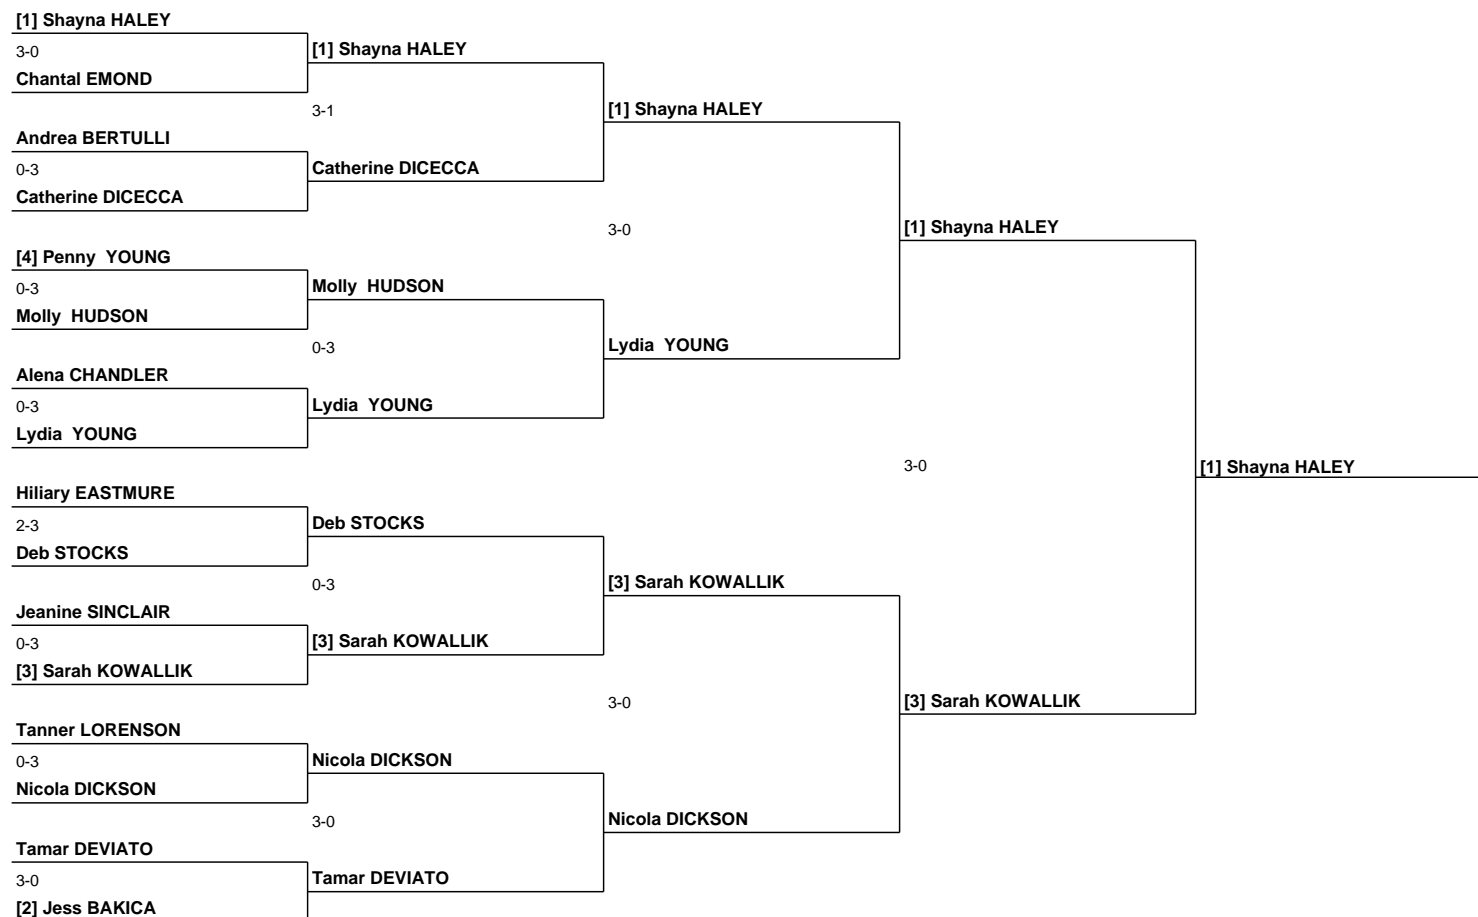 [1] Shayna HALEY
3-0
Chantal EMOND
Andrea BERTULLI
0-3
Catherine DICECCA
[4] Penny  YOUNG
0-3
Molly  HUDSON
Alena CHANDLER
0-3
Lydia  YOUNG
Hiliary EASTMURE
2-3
Deb STOCKS
Jeanine SINCLAIR
0-3
[3] Sarah KOWALLIK
Tanner LORENSON
0-3
Nicola DICKSON
Tamar DEVIATO
3-0
[2] Jess BAKICA
[1] Shayna HALEY
3-1
Catherine DICECCA
Molly  HUDSON
0-3
Lydia  YOUNG
Deb STOCKS
0-3
[3] Sarah KOWALLIK
Nicola DICKSON
3-0
Tamar DEVIATO
[1] Shayna HALEY
3-0
Lydia  YOUNG
[3] Sarah KOWALLIK
3-0
Nicola DICKSON
[1] Shayna HALEY
3-0
[3] Sarah KOWALLIK
[1] Shayna HALEY